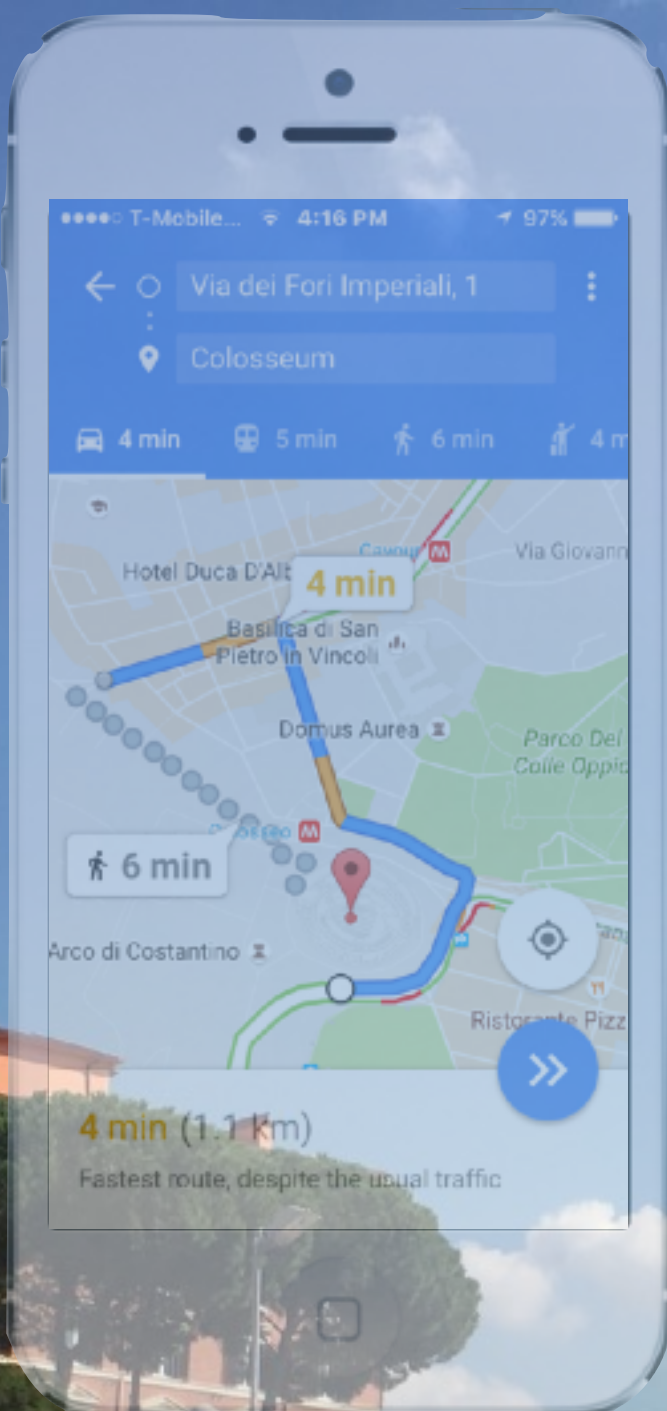 T-Mobile... 4:16 PM 97%
Via dei Fori Imperiali, 1
Colosseum
4 min 5 min 6 min 4 m
Cavour M Via Giovann
Hotel Duca D'Alb
4 min
Basilica di San
Pietro in Vincoli
Domus Aurea
Parco Del
Colle Oppio
Colosseo M
6 min
Arco di Costantino
Ristorante Pizz
4 min (1.1 km)
Fastest route, despite the usual traffic